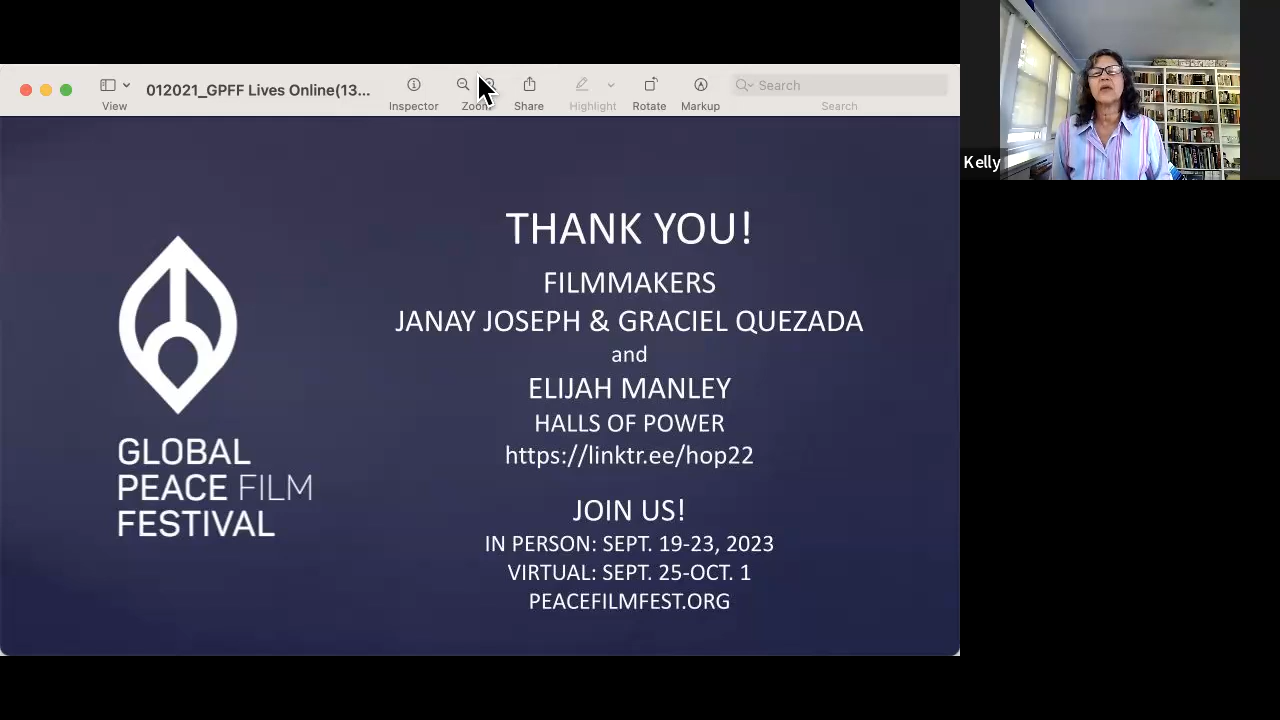 012021_GPFF Lives Online(13...
View
Inspector
Zoom
Share
Highlight
Rotate
Markup
Search
Search
Kelly
GLOBAL
PEACE FILM
FESTIVAL
THANK YOU!
FILMMAKERS
JANAY JOSEPH & GRACIEL QUEZADA
and
ELIJAH MANLEY
HALLS OF POWER
https://linktr.ee/hop22
JOIN US!
IN PERSON: SEPT. 19-23, 2023
VIRTUAL: SEPT. 25-OCT. 1
PEACEFILMFEST.ORG